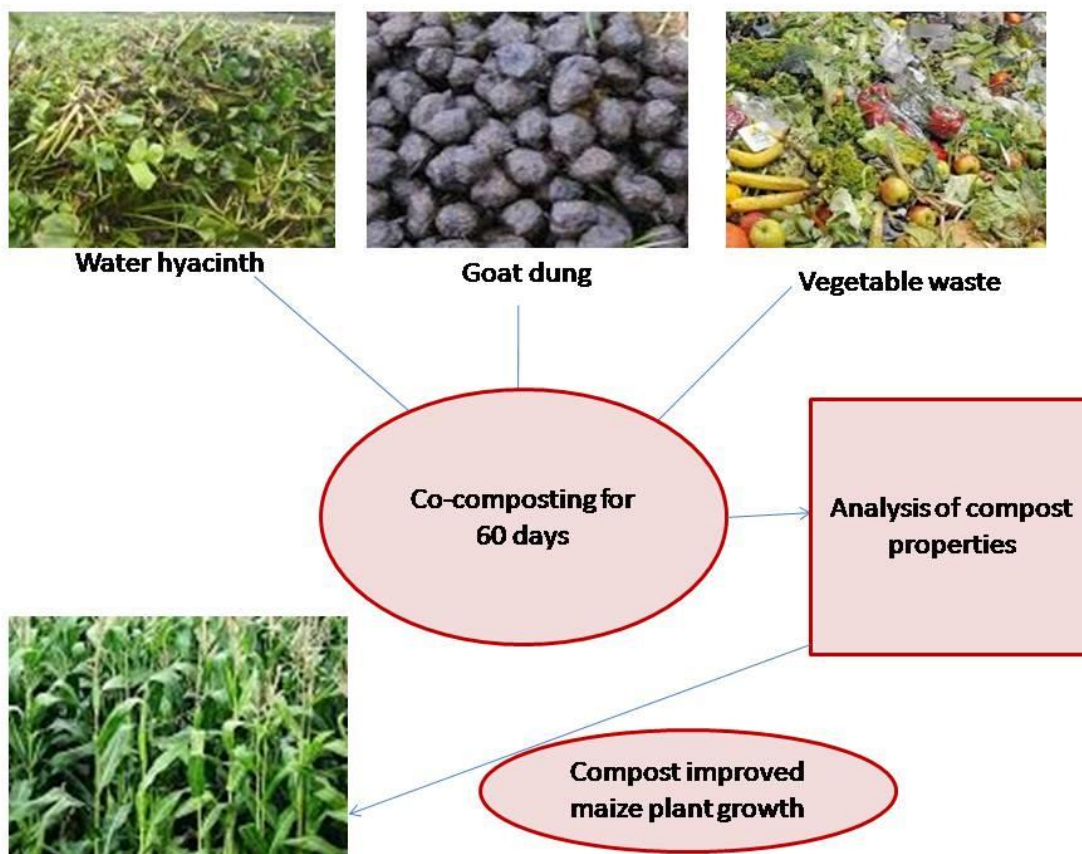 Water hyacinth
Goat dung
Vegetable waste
Co-composting for
60 days
Analysis of compost
properties
Compost improved
maize plant growth